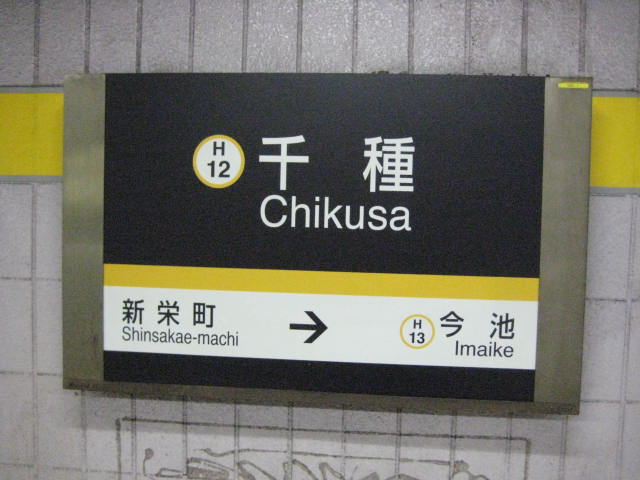 H
12
千種
Chikusa
新栄町
Shinsakae-machi
→
H
13
今池
Imaike